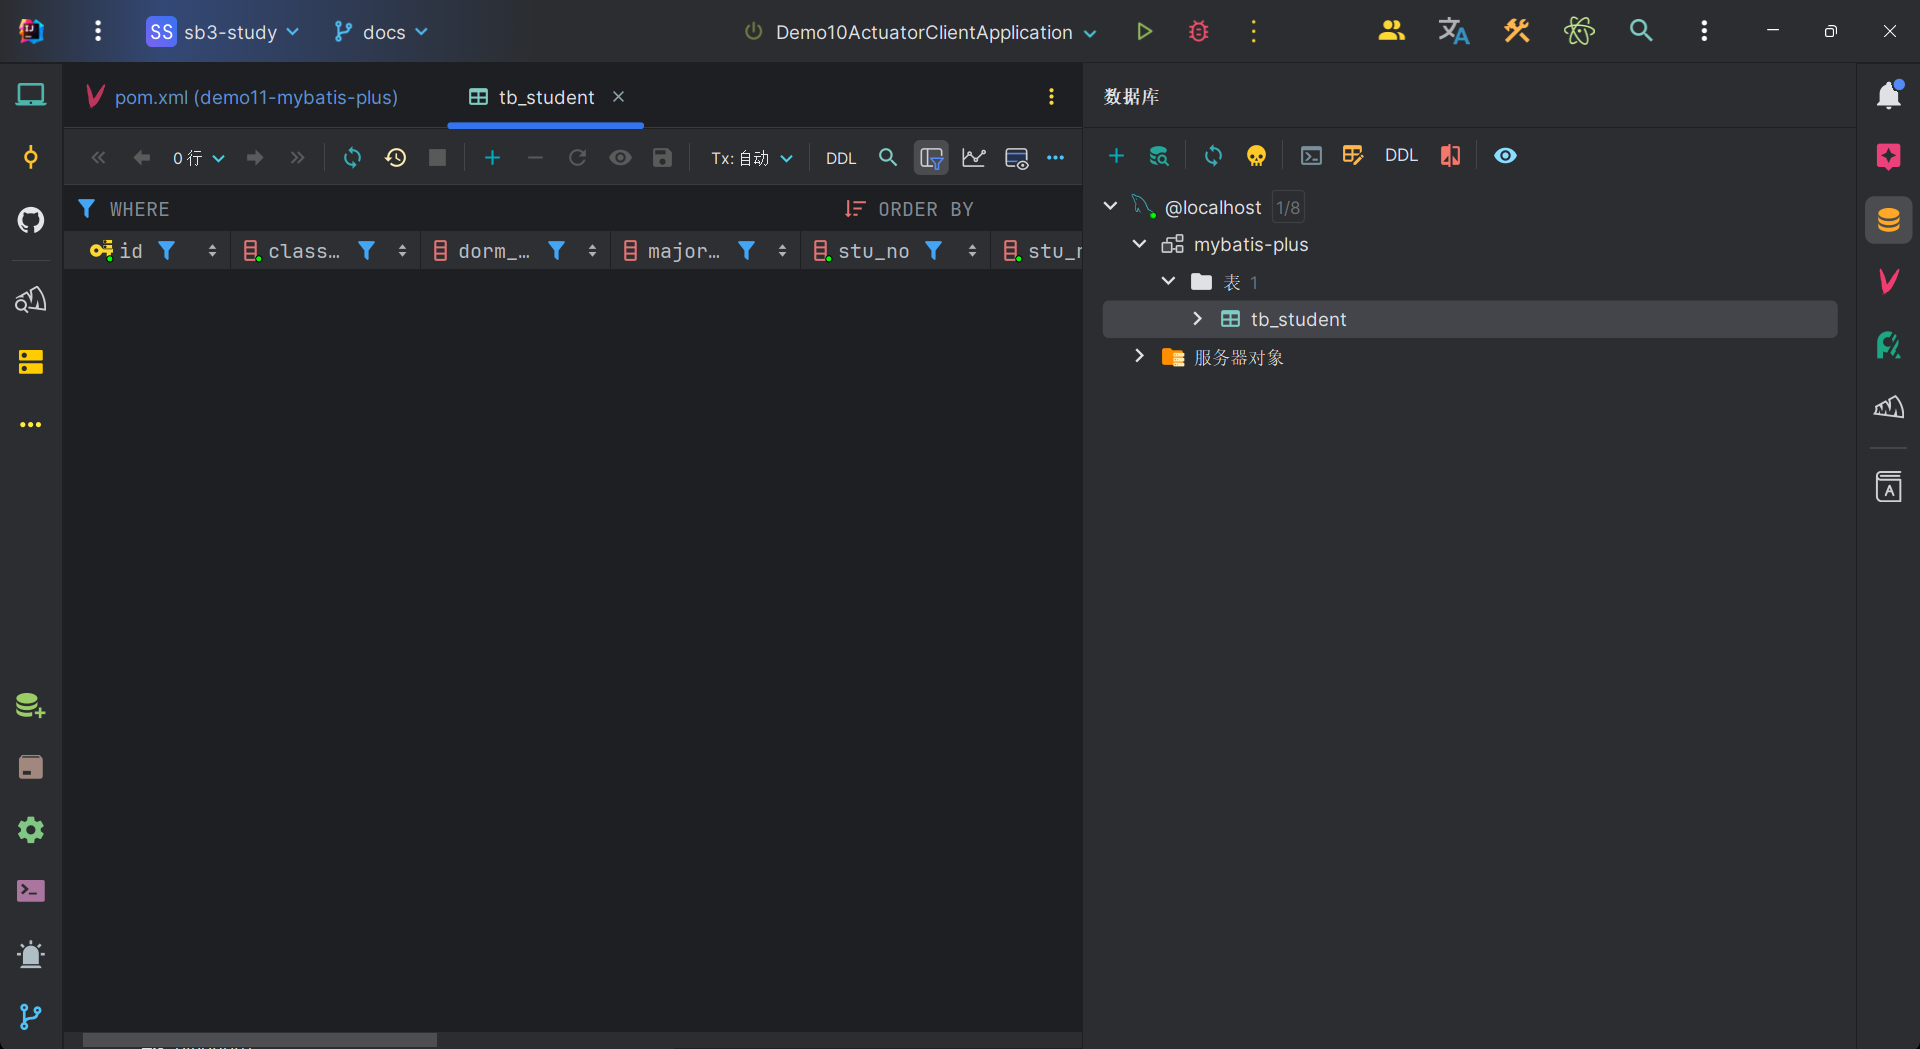 SS sb3-study docs Demo10ActuatorClientApplication
pom.xml (demo11-mybatis-plus) tb_student
数据库
0 行 Tx: 自动 DDL
DDL
WHERE ORDER BY
id class... dorm_... major... stu_no
@localhost 1/8
mybatis-plus
表 1
tb_student
服务器对象